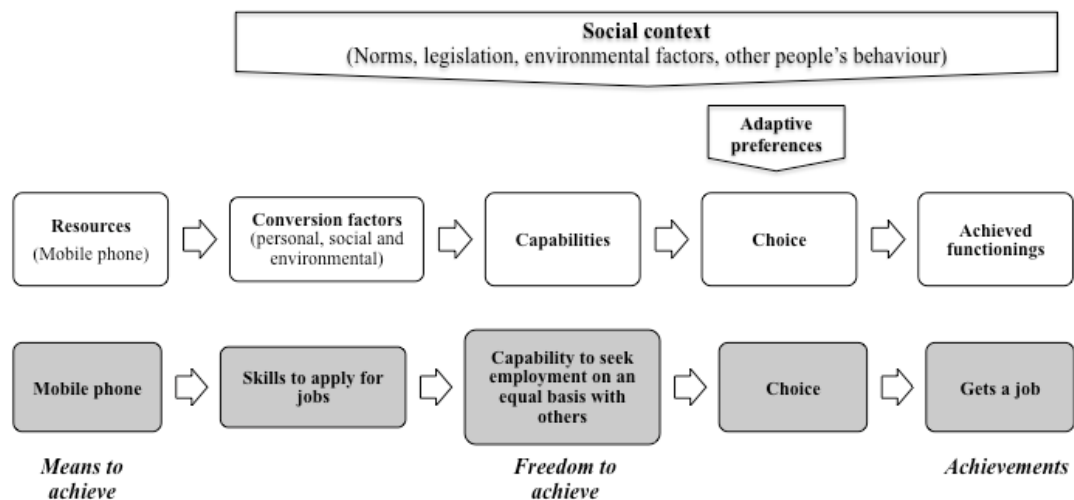 Social context
(Norms, legislation, environmental factors, other people's behaviour)
Adaptive
preferences
Resources
(Mobile phone)
Conversion factors
(personal, social and
environmental)
Capabilities
Choice
Achieved
functionings
Mobile phone
Skills to apply for
jobs
Capability to seek
employment on an
equal basis with
others
Choice
Gets a job
Means to
achieve
Freedom to
achieve
Achievements